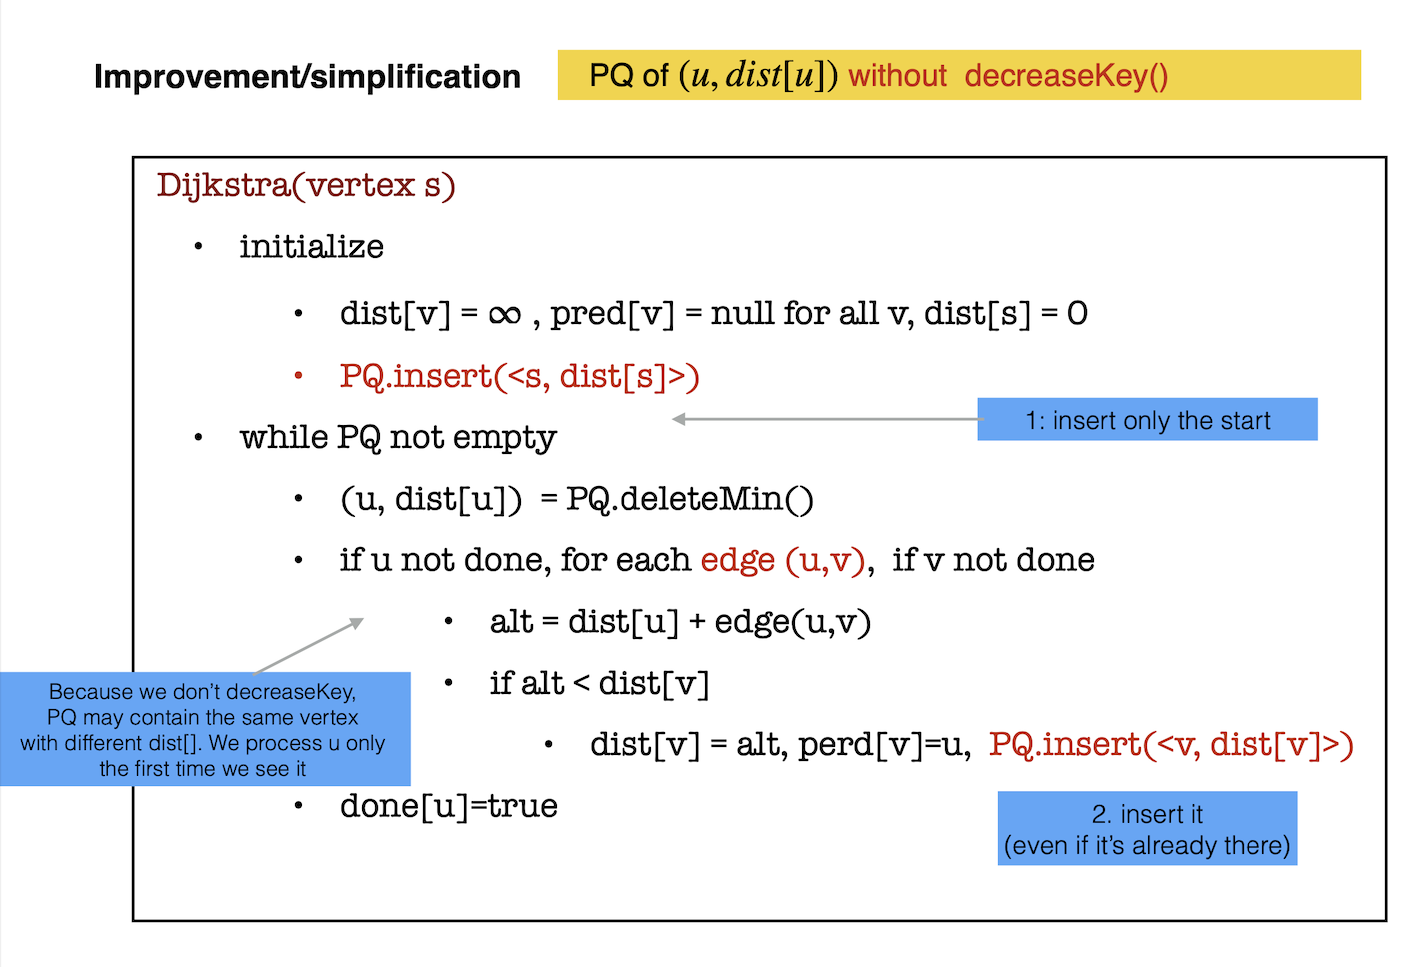 Improvement/simplification
PQ of (u, dist[u]) without decreaseKey()
Dijkstra(vertex s)
• initialize
• dist[v] = ∞ , pred[v] = null for all v, dist[s] = 0
• PQ.insert(<s, dist[s]>)
1: insert only the start
• while PQ not empty
• (u, dist[u]) = PQ.deleteMin()
• if u not done, for each edge (u,v), if v not done
• alt = dist[u] + edge(u,v)
• if alt < dist[v]
Because we don’t decreaseKey,
PQ may contain the same vertex
with different dist[]. We process u only
the first time we see it
• dist[v] = alt, perd[v]=u, PQ.insert(<v, dist[v]>)
• done[u]=true
2. insert it
(even if it’s already there)